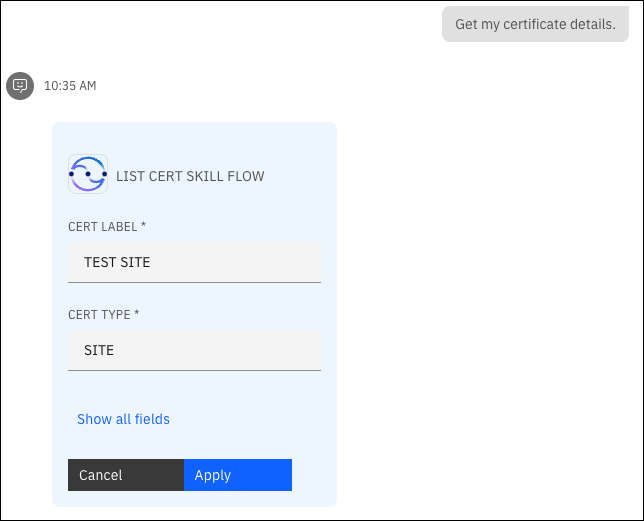 Get my certificate details.
10:35 AM
LIST CERT SKILL FLOW
CERT LABEL *
TEST SITE
CERT TYPE *
SITE
Show all fields
Cancel Apply